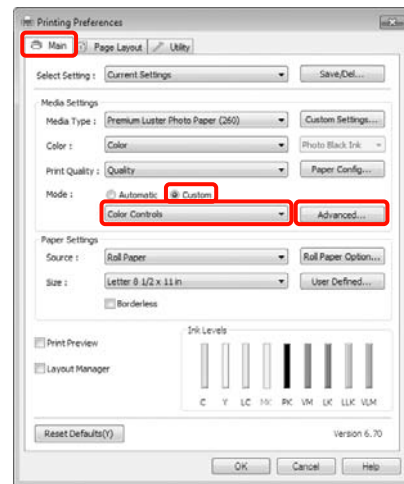 Printing Preferences
Main Page Layout Utility
Select Setting : Current Settings Save/Del...
Media Settings
Media Type : Premium Luster Photo Paper (260) Custom Settings...
Color : Color Photo Black Ink
Print Quality : Quality Paper Config...
Mode : Automatic Custom
Color Controls Advanced...
Paper Settings
Source : Roll Paper Roll Paper Option...
Size : Letter 8 1/2 x 11 in User Defined...
Borderless
Ink Levels
Print Preview
Layout Manager
C Y LC MK PK VM LK LLK VLM
Reset Defaults(Y) Version 6.70
OK Cancel Help